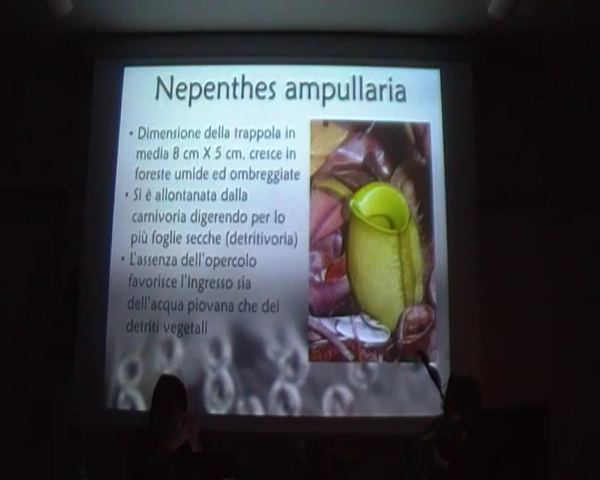 Nepenthes ampullaria
• Dimensione della trappola in
media 8 cm X 5 cm, cresce in
foreste umide ed ombreggiate
• Si è allontanata dalla
carnivoria digerendo per lo
più foglie secche (detritivoria)
• L'assenza dell'opercolo
favorisce l'ingresso sia
dell'acqua piovana che dei
detriti vegetali